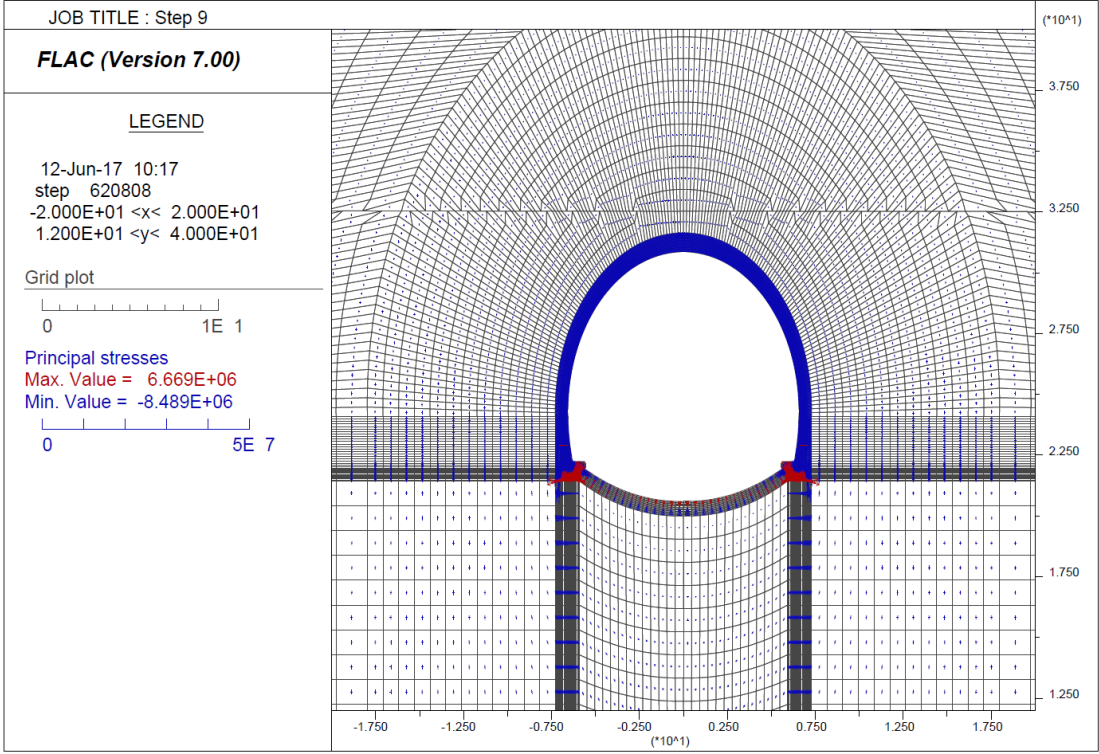 JOB TITLE : Step 9
FLAC (Version 7.00)
LEGEND
12-Jun-17 10:17
step 620808
-2.000E+01 <x< 2.000E+01
1.200E+01 <y< 4.000E+01
Grid plot
0 1E 1
Principal stresses
Max. Value = 6.669E+06
Min. Value = -8.489E+06
0 5E 7
(*10^1)
3.750
3.250
2.750
2.250
1.750
1.250
-1.750 -1.250 -0.750 -0.250 0.250 0.750 1.250 1.750
(*10^1)